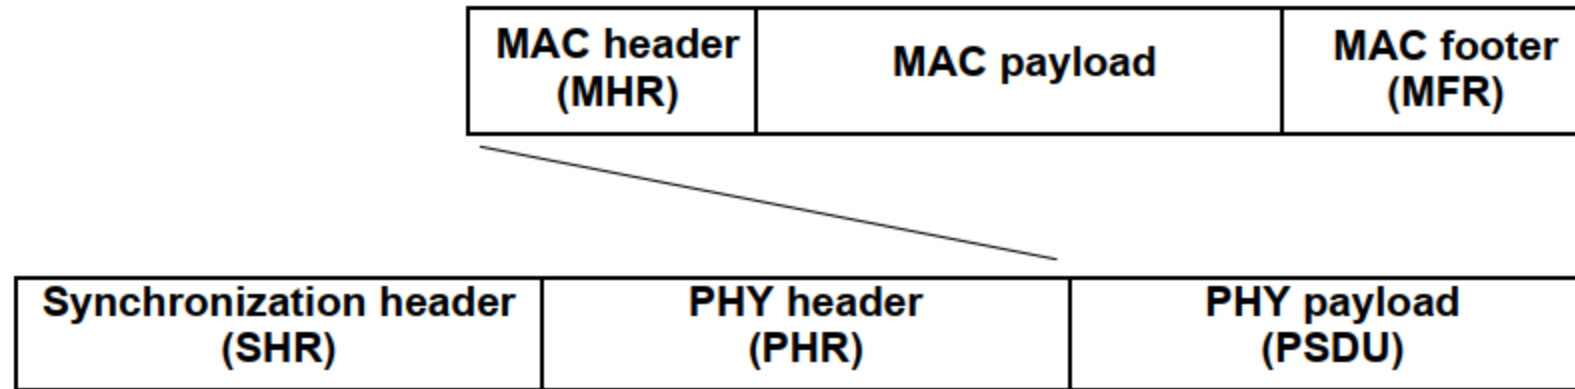 MAC header
(MHR)
MAC payload
MAC footer
(MFR)
Synchronization header
(SHR)
PHY header
(PHR)
PHY payload
(PSDU)